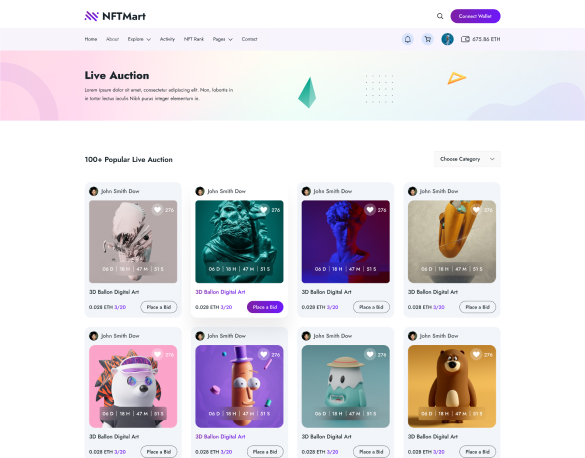 NFTMart
Connect Wallet
Home About Explore Activity NFT Rank Pages Contact
675.86 ETH
Live Auction
Lorem ipsum dolor sit amet, consectetur adipiscing elit. Non, lobortis in
in tortor lectus iaculis Nibh purus integer elementum in.
100+ Popular Live Auction
Choose Category
John Smith Dow John Smith Dow John Smith Dow John Smith Dow
276 276 276 276
06 D 18 H 47 M 51 S 06 D 18 H 47 M 51 S 06 D 18 H 47 M 51 S 06 D 18 H 47 M 51 S
3D Ballon Digital Art 3D Ballon Digital Art 3D Ballon Digital Art 3D Ballon Digital Art
0.028 ETH 3/20 Place a Bid 0.028 ETH 3/20 Place a Bid 0.028 ETH 3/20 Place a Bid 0.028 ETH 3/20 Place a Bid
John Smith Dow John Smith Dow John Smith Dow John Smith Dow
276 276 276 276
06 D 18 H 47 M 51 S 06 D 18 H 47 M 51 S 06 D 18 H 47 M 51 S 06 D 18 H 47 M 51 S
3D Ballon Digital Art 3D Ballon Digital Art 3D Ballon Digital Art 3D Ballon Digital Art
0.028 ETH 3/20 Place a Bid 0.028 ETH 3/20 Place a Bid 0.028 ETH 3/20 Place a Bid 0.028 ETH 3/20 Place a Bid